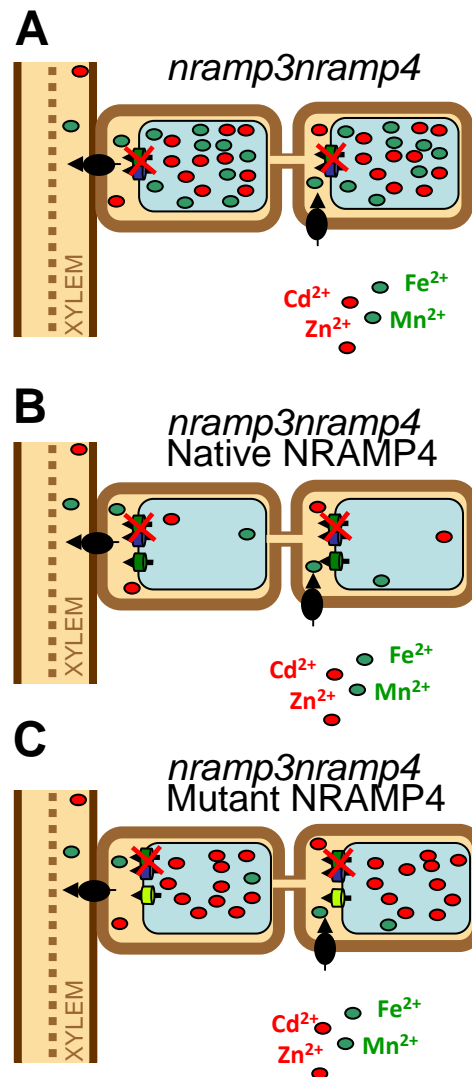 A
nramp3nramp4
XYLEM
Fe2+
Cd2+
Mn2+
Zn2+
B
nramp3nramp4
Native NRAMP4
XYLEM
Fe2+
Cd2+
Mn2+
Zn2+
C
nramp3nramp4
Mutant NRAMP4
XYLEM
Fe2+
Cd2+
Mn2+
Zn2+